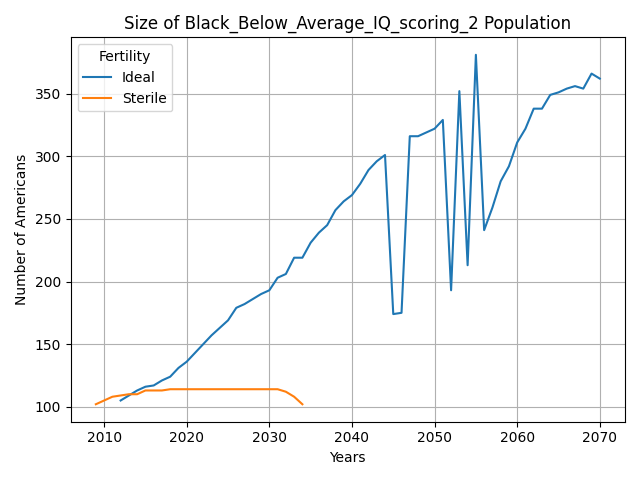 Size of Black_Below_Average_IQ_scoring_2 Population
Fertility
Ideal
Sterile
Number of Americans
350
300
250
200
150
100
2010 2020 2030 2040 2050 2060 2070
Years